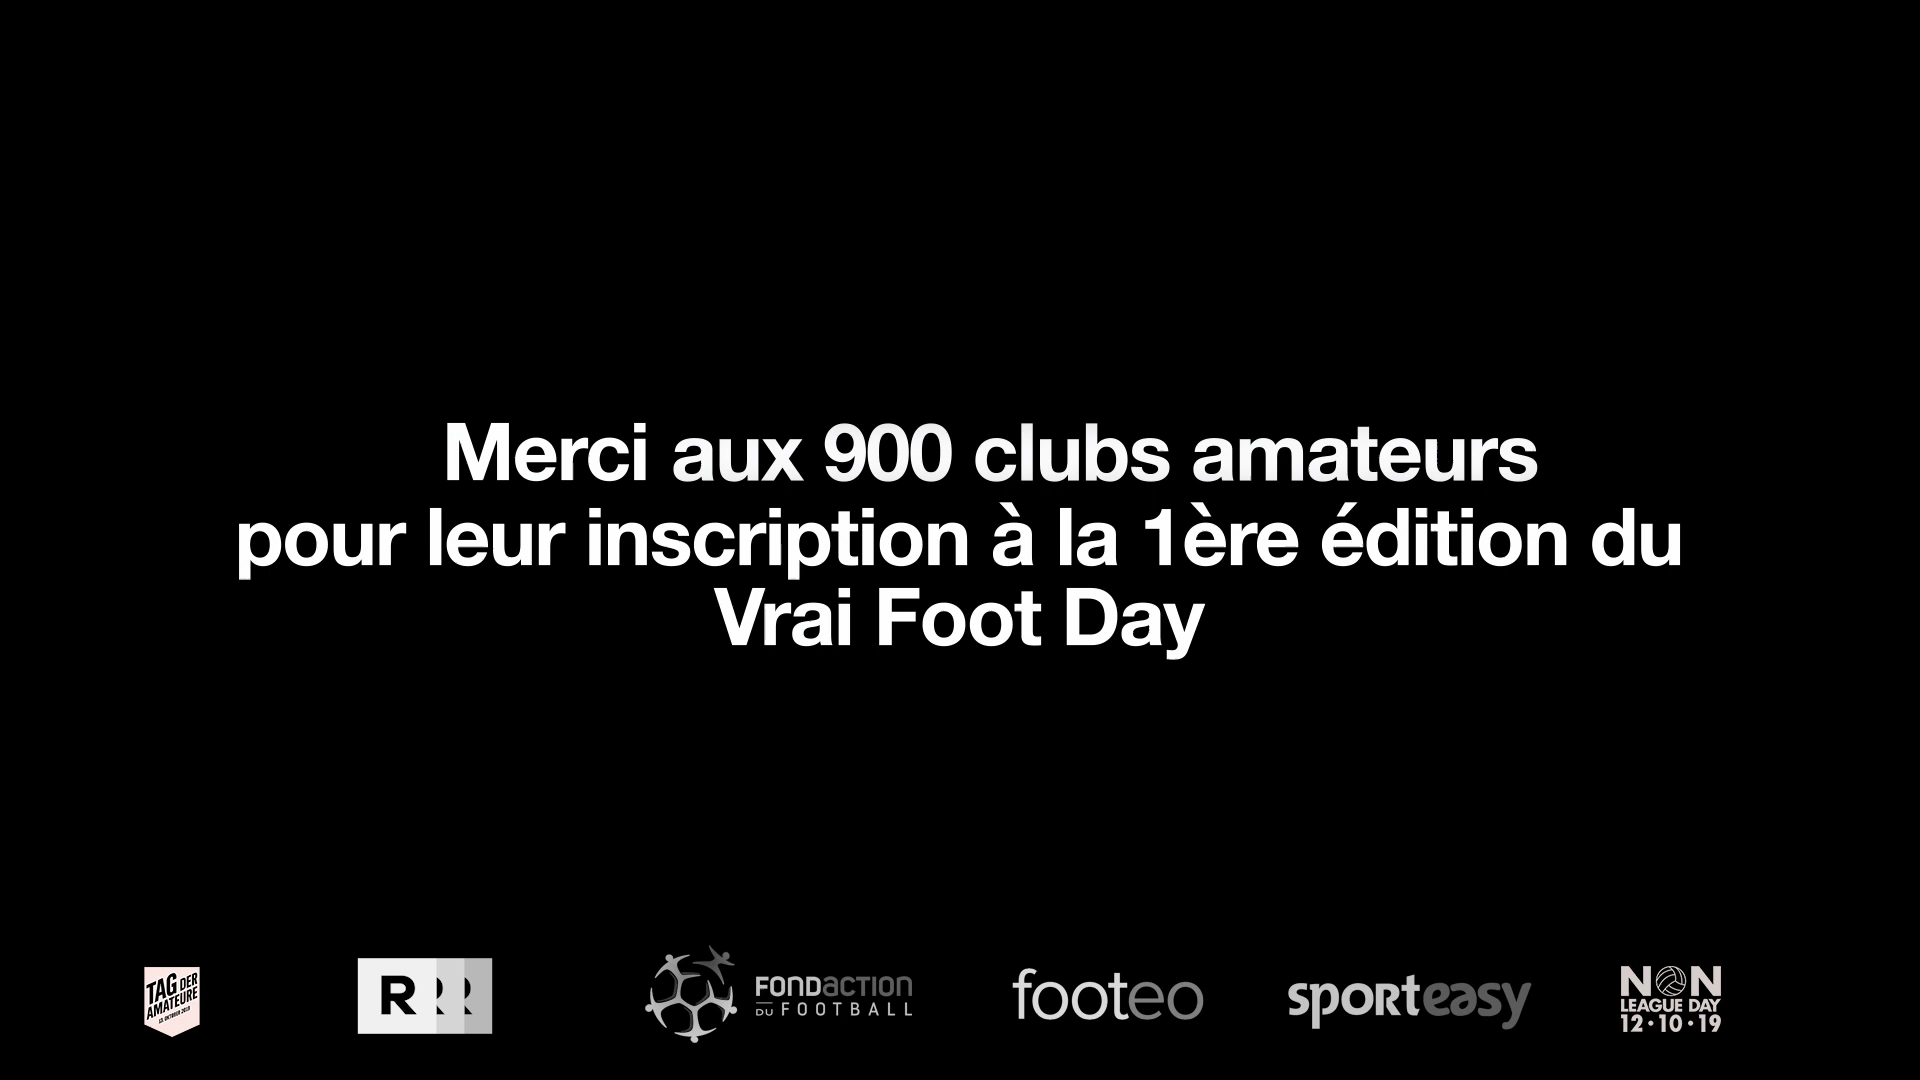 Merci aux 900 clubs amateurs
pour leur inscription à la 1ère édition du
Vrai Foot Day
TAG DER
AMATEURE
R R R
FONDACTION
DU FOOTBALL
footeo
sporteasy
NON
LEAGUE DAY
12•10•19